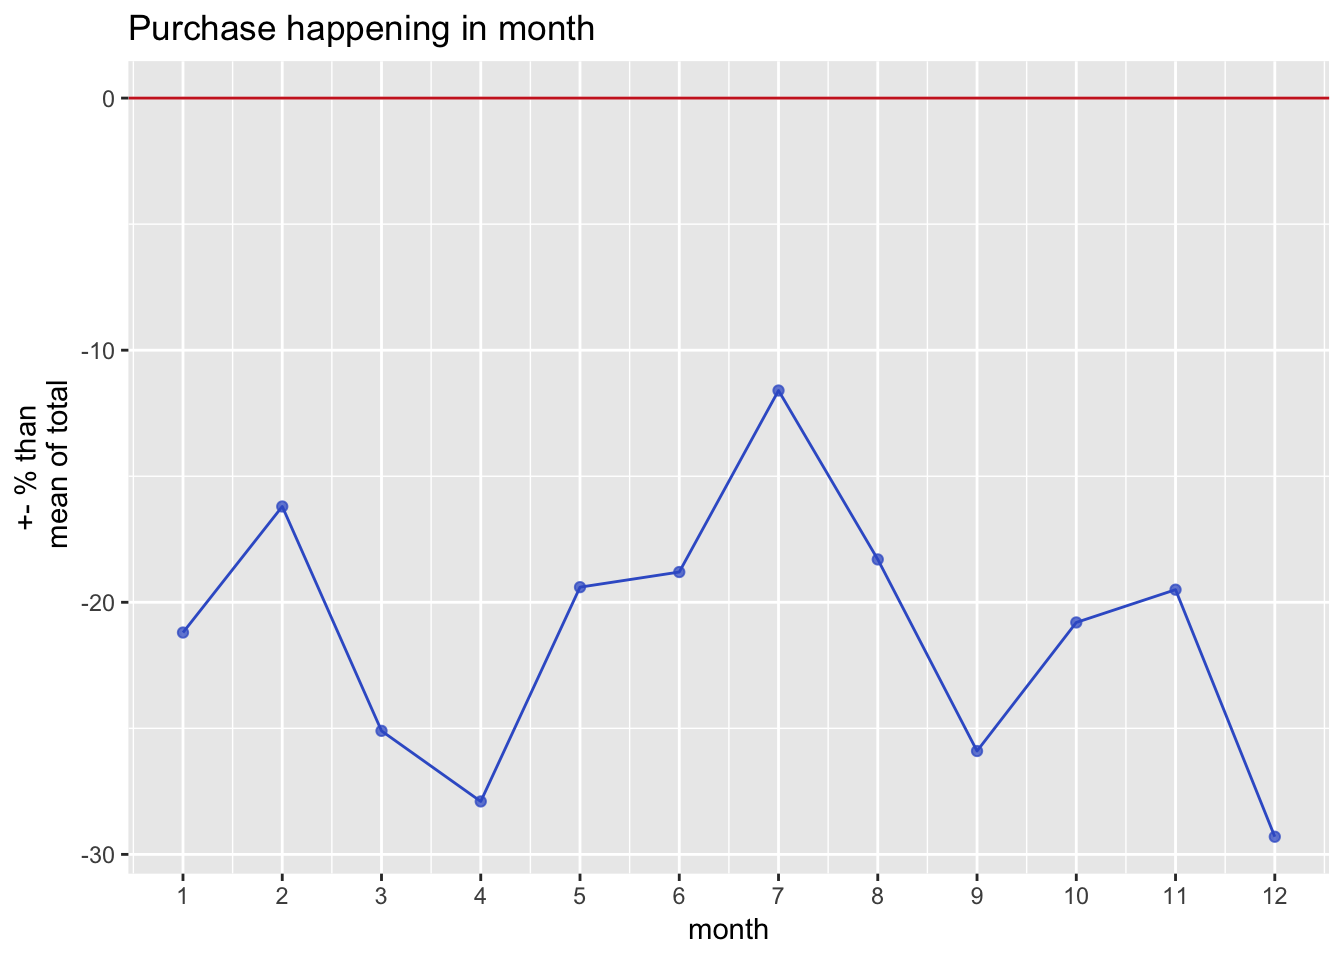 Purchase happening in month
+- % than
mean of total
0
-10
-20
-30
1 2 3 4 5 6 7 8 9 10 11 12
month